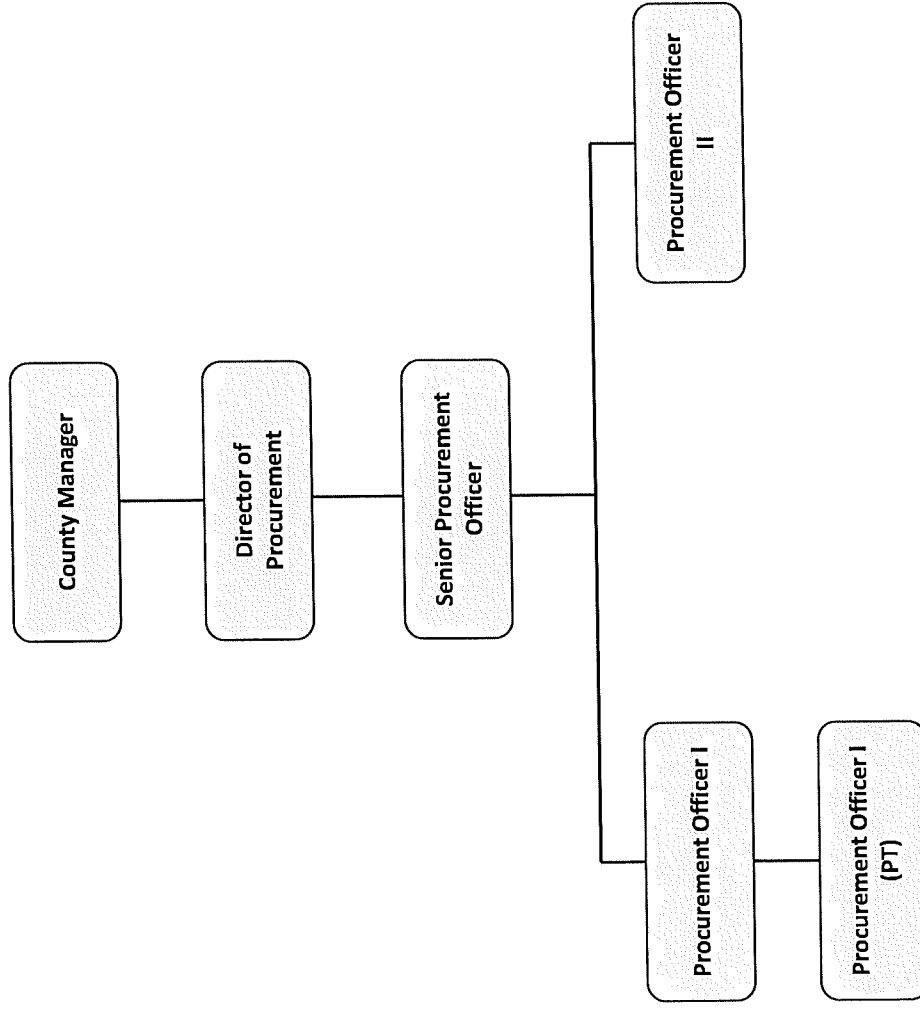 County Manager
Director of
Procurement
Senior Procurement
Officer
Procurement Officer I
Procurement Officer
II
Procurement Officer I
(PT)